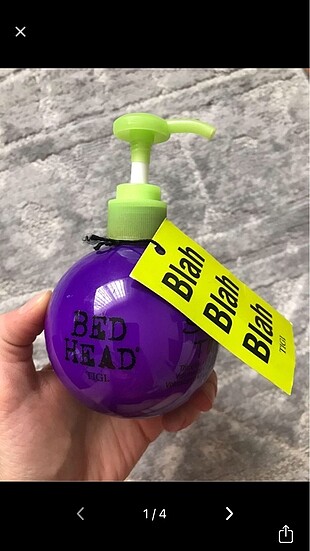 BED
HEAD®
TIGI
Blah
Blah
Blah
TIGI
1/4